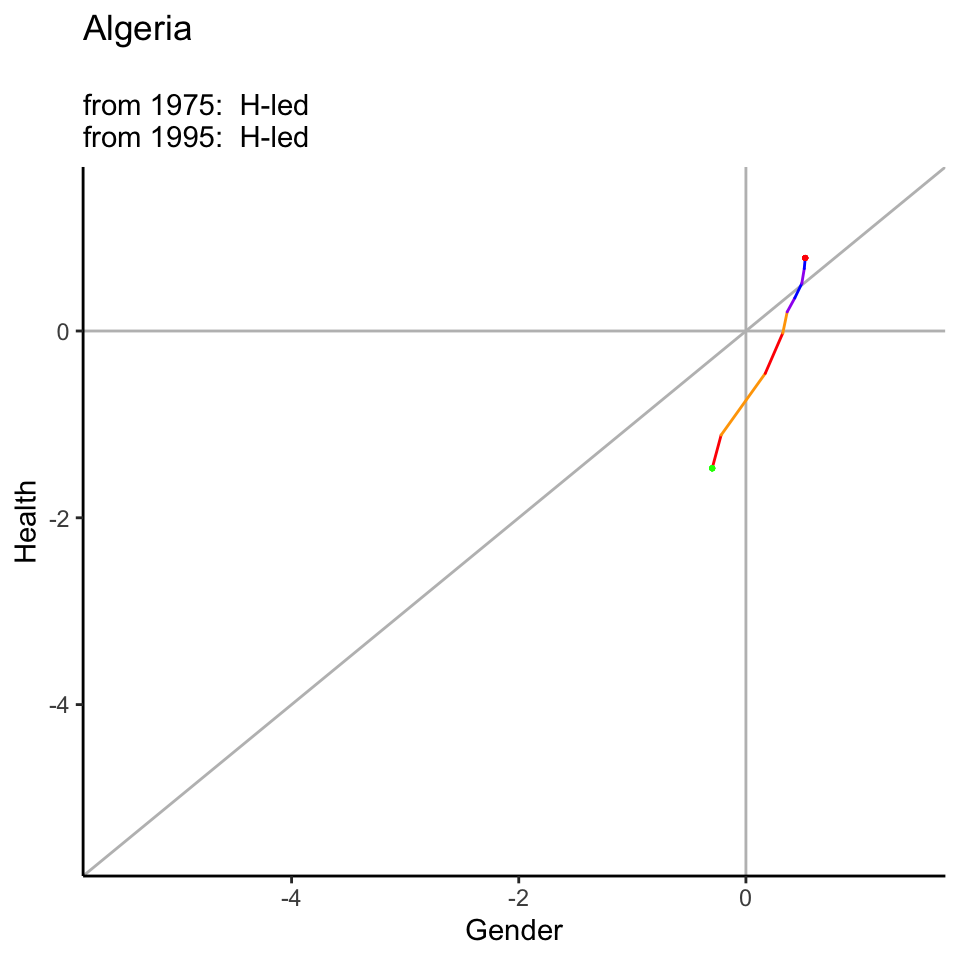 Algeria
from 1975:  H-led
from 1995:  H-led
Health
0
-2
-4
-4
-2
0
Gender